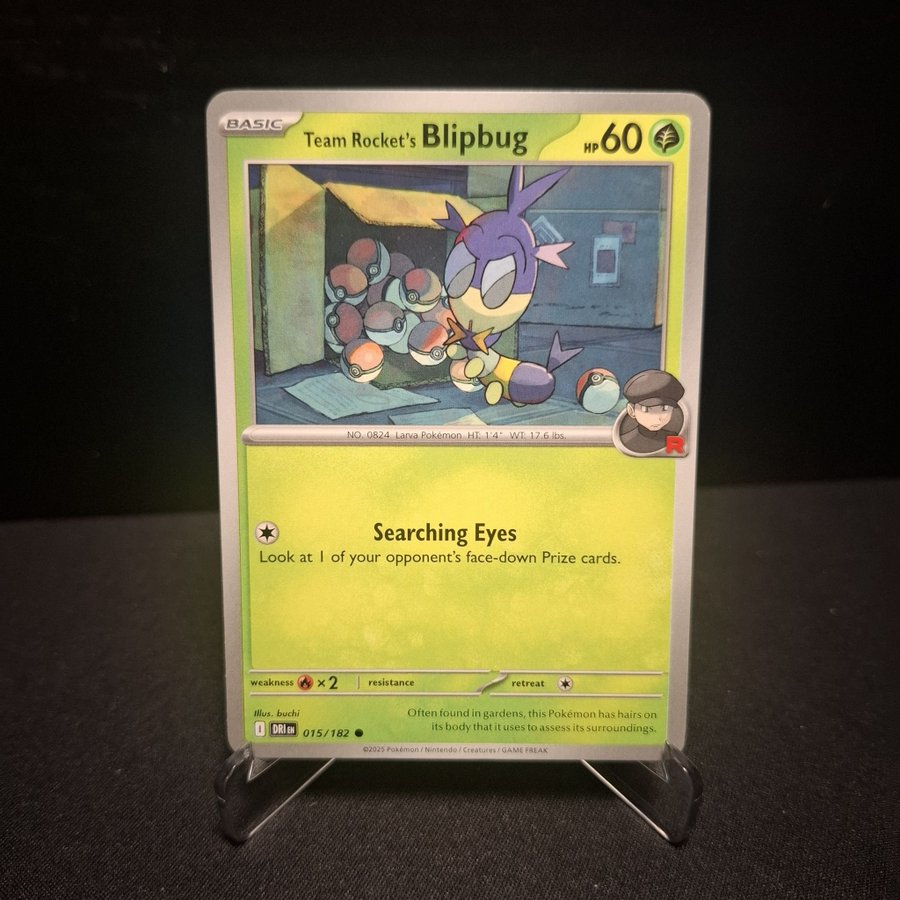 BASIC
Team Rocket's Blipbug HP 60
R
NO. 0824 Larva Pokémon HT: 1'4" WT: 17.6 lbs.
Searching Eyes
Look at 1 of your opponent's face-down Prize cards.
weakness ×2 resistance retreat
Illus. buchi
Often found in gardens, this Pokémon has hairs on
its body that it uses to assess its surroundings.
I DRI EN 015/182
©2025 Pokémon / Nintendo / Creatures / GAME FREAK